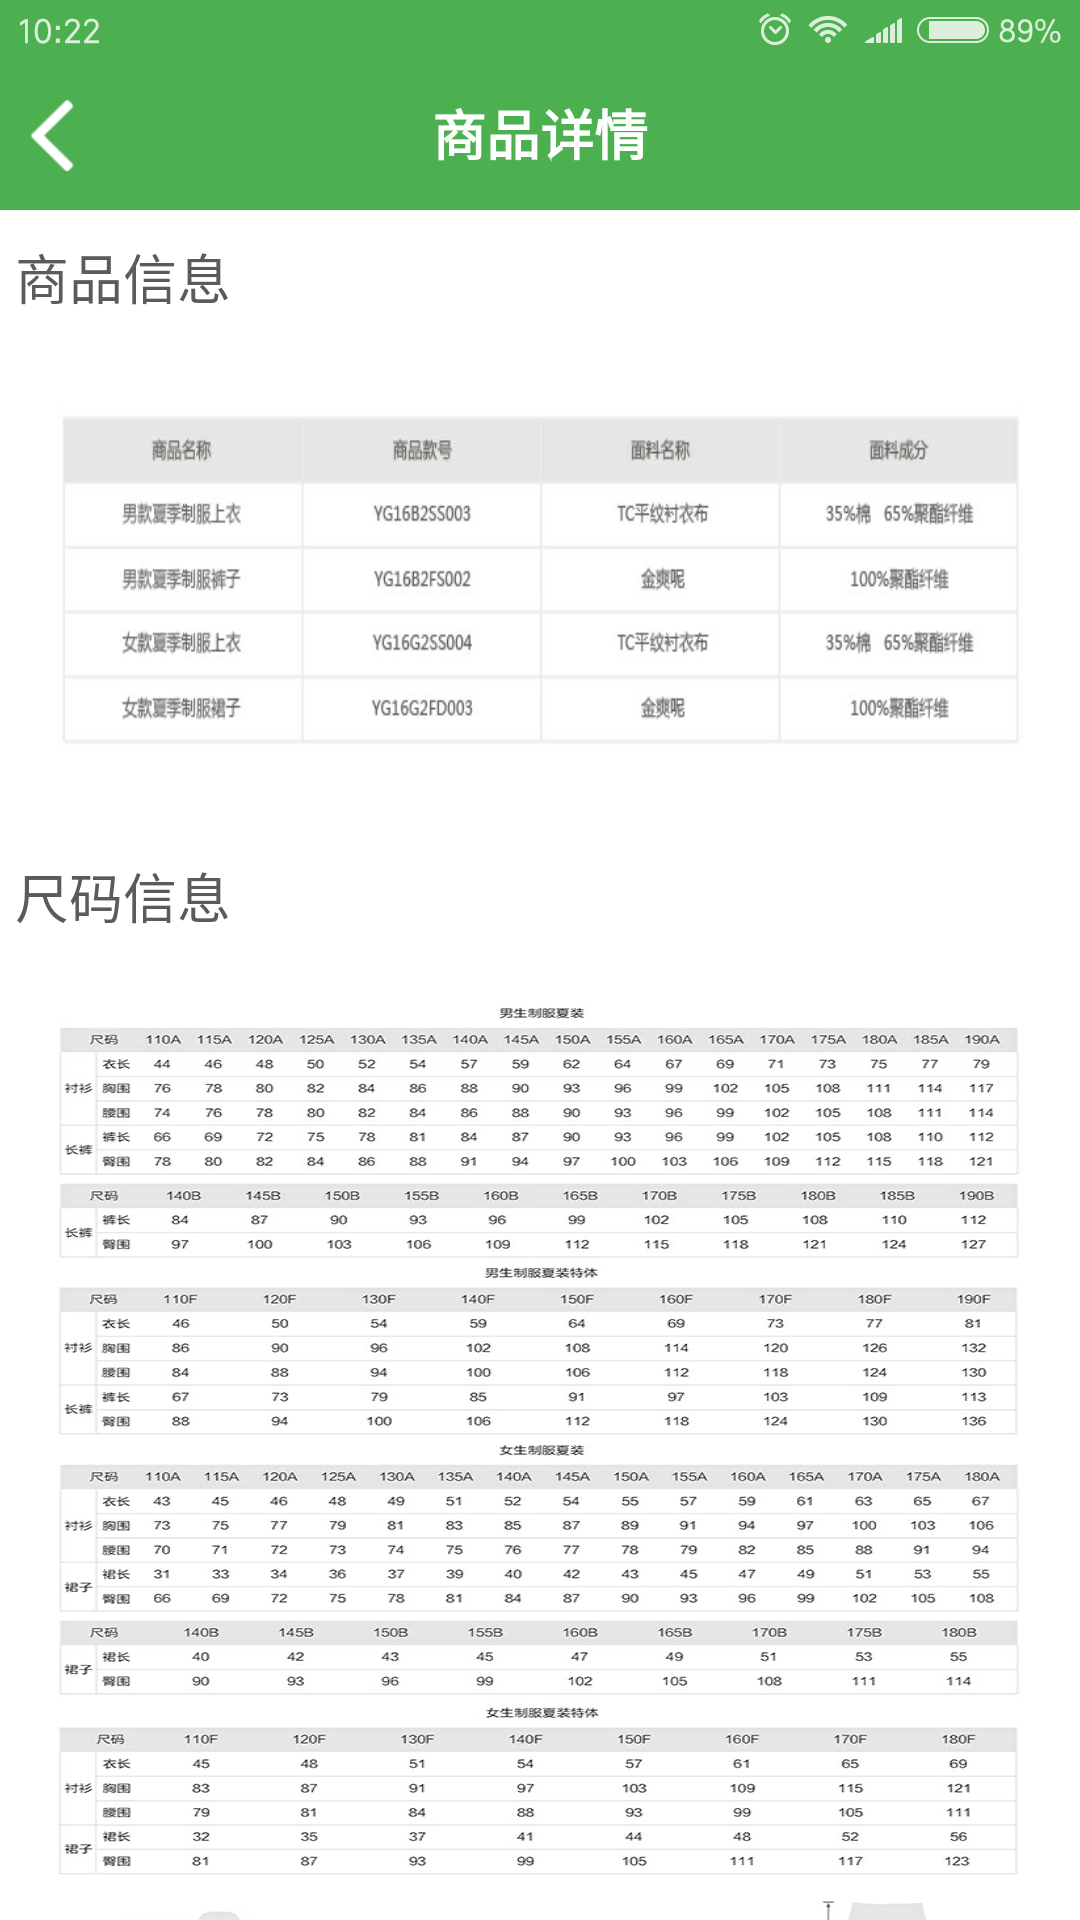 10:22
89%
商品详情
商品信息
商品名称 商品款号 面料名称 面料成分
男款夏季制服上衣 YG16B2SS003 TC平纹衬衣布 35%棉 65%聚酯纤维
男款夏季制服裤子 YG16B2FS002 金爽呢 100%聚酯纤维
女款夏季制服上衣 YG16G2SS004 TC平纹衬衣布 35%棉 65%聚酯纤维
女款夏季制服裙子 YG16G2FD003 金爽呢 100%聚酯纤维
尺码信息
男生制服夏装
尺码 110A 115A 120A 125A 130A 135A 140A 145A 150A 155A 160A 165A 170A 175A 180A 185A 190A
衣长 44 46 48 50 52 54 57 59 62 64 67 69 71 73 75 77 79
衬衫 胸围 76 78 80 82 84 86 88 90 93 96 99 102 105 108 111 114 117
腰围 74 76 78 80 82 84 86 88 90 93 96 99 102 105 108 111 114
长裤 裤长 66 69 72 75 78 81 84 87 90 93 96 99 102 105 108 110 112
臀围 78 80 82 84 86 88 91 94 97 100 103 106 109 112 115 118 121
尺码 140B 145B 150B 155B 160B 165B 170B 175B 180B 185B 190B
长裤 裤长 84 87 90 93 96 99 102 105 108 110 112
臀围 97 100 103 106 109 112 115 118 121 124 127
男生制服夏装特体
尺码 110F 120F 130F 140F 150F 160F 170F 180F 190F
衣长 46 50 54 59 64 69 73 77 81
衬衫 胸围 86 90 96 102 108 114 120 126 132
腰围 84 88 94 100 106 112 118 124 130
长裤 裤长 67 73 79 85 91 97 103 109 113
臀围 88 94 100 106 112 118 124 130 136
女生制服夏装
尺码 110A 115A 120A 125A 130A 135A 140A 145A 150A 155A 160A 165A 170A 175A 180A
衣长 43 45 46 48 49 51 52 54 55 57 59 61 63 65 67
衬衫 胸围 73 75 77 79 81 83 85 87 89 91 94 97 100 103 106
腰围 70 71 72 73 74 75 76 77 78 79 82 85 88 91 94
裙子 裙长 31 33 34 36 37 39 40 42 43 45 47 49 51 53 55
臀围 66 69 72 75 78 81 84 87 90 93 96 99 102 105 108
尺码 140B 145B 150B 155B 160B 165B 170B 175B 180B
裙子 裙长 40 42 43 45 47 49 51 53 55
臀围 90 93 96 99 102 105 108 111 114
女生制服夏装特体
尺码 110F 120F 130F 140F 150F 160F 170F 180F
衣长 45 48 51 54 57 61 65 69
衬衫 胸围 83 87 91 97 103 109 115 121
腰围 79 81 84 88 93 99 105 111
裙子 裙长 32 35 37 41 44 48 52 56
臀围 81 87 93 99 105 111 117 123